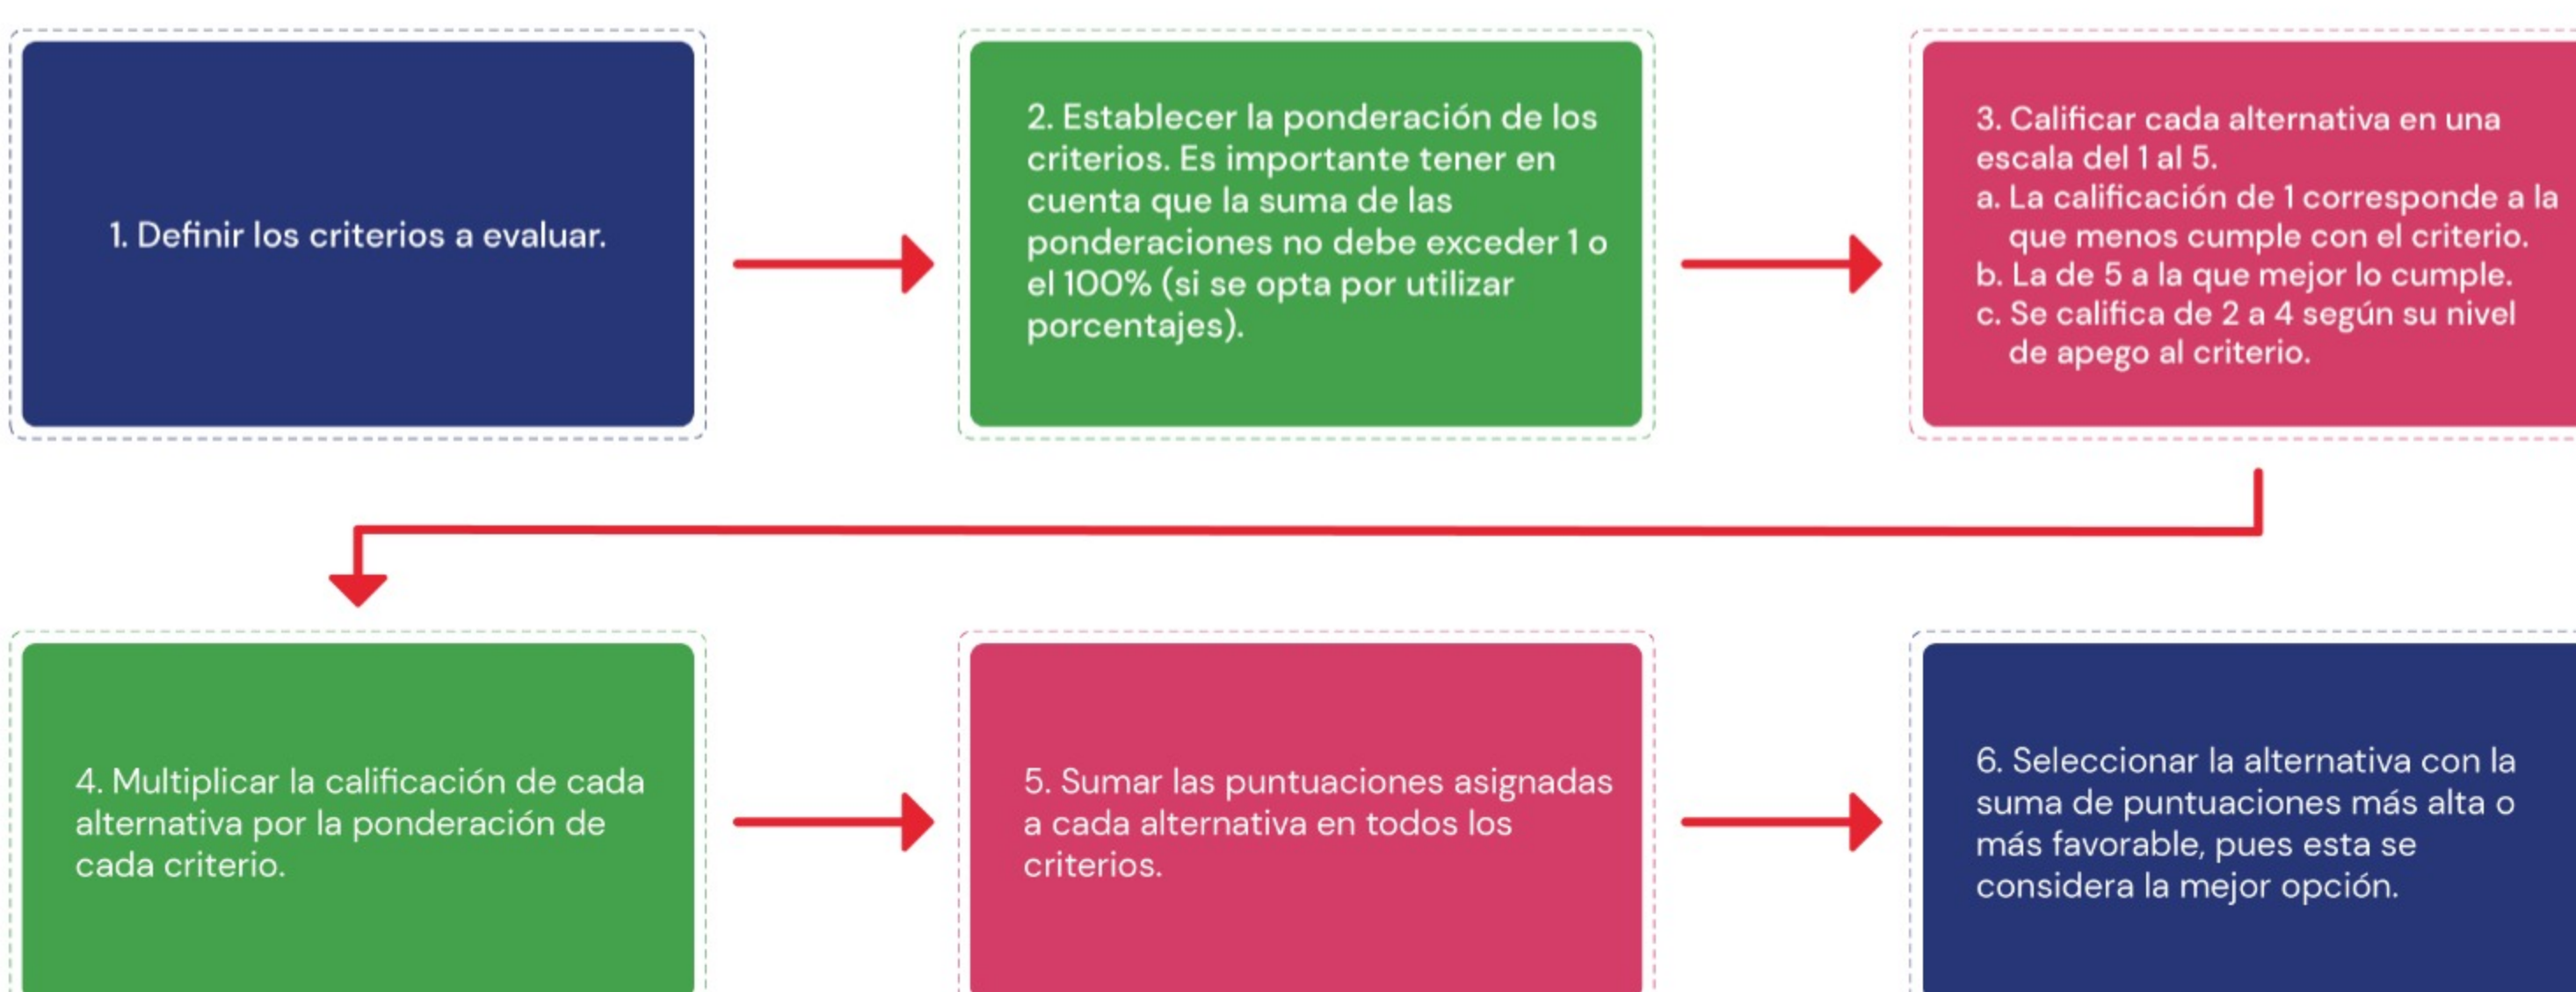 1. Definir los criterios a evaluar.
2. Establecer la ponderación de los
criterios. Es importante tener en
cuenta que la suma de las
ponderaciones no debe exceder 1 o
el 100% (si se opta por utilizar
porcentajes).
3. Calificar cada alternativa en una
escala del 1 al 5.
a. La calificación de 1 corresponde a la
que menos cumple con el criterio.
b. La de 5 a la que mejor lo cumple.
c. Se califica de 2 a 4 según su nivel
de apego al criterio.
4. Multiplicar la calificación de cada
alternativa por la ponderación de
cada criterio.
5. Sumar las puntuaciones asignadas
a cada alternativa en todos los
criterios.
6. Seleccionar la alternativa con la
suma de puntuaciones más alta o
más favorable, pues esta se
considera la mejor opción.